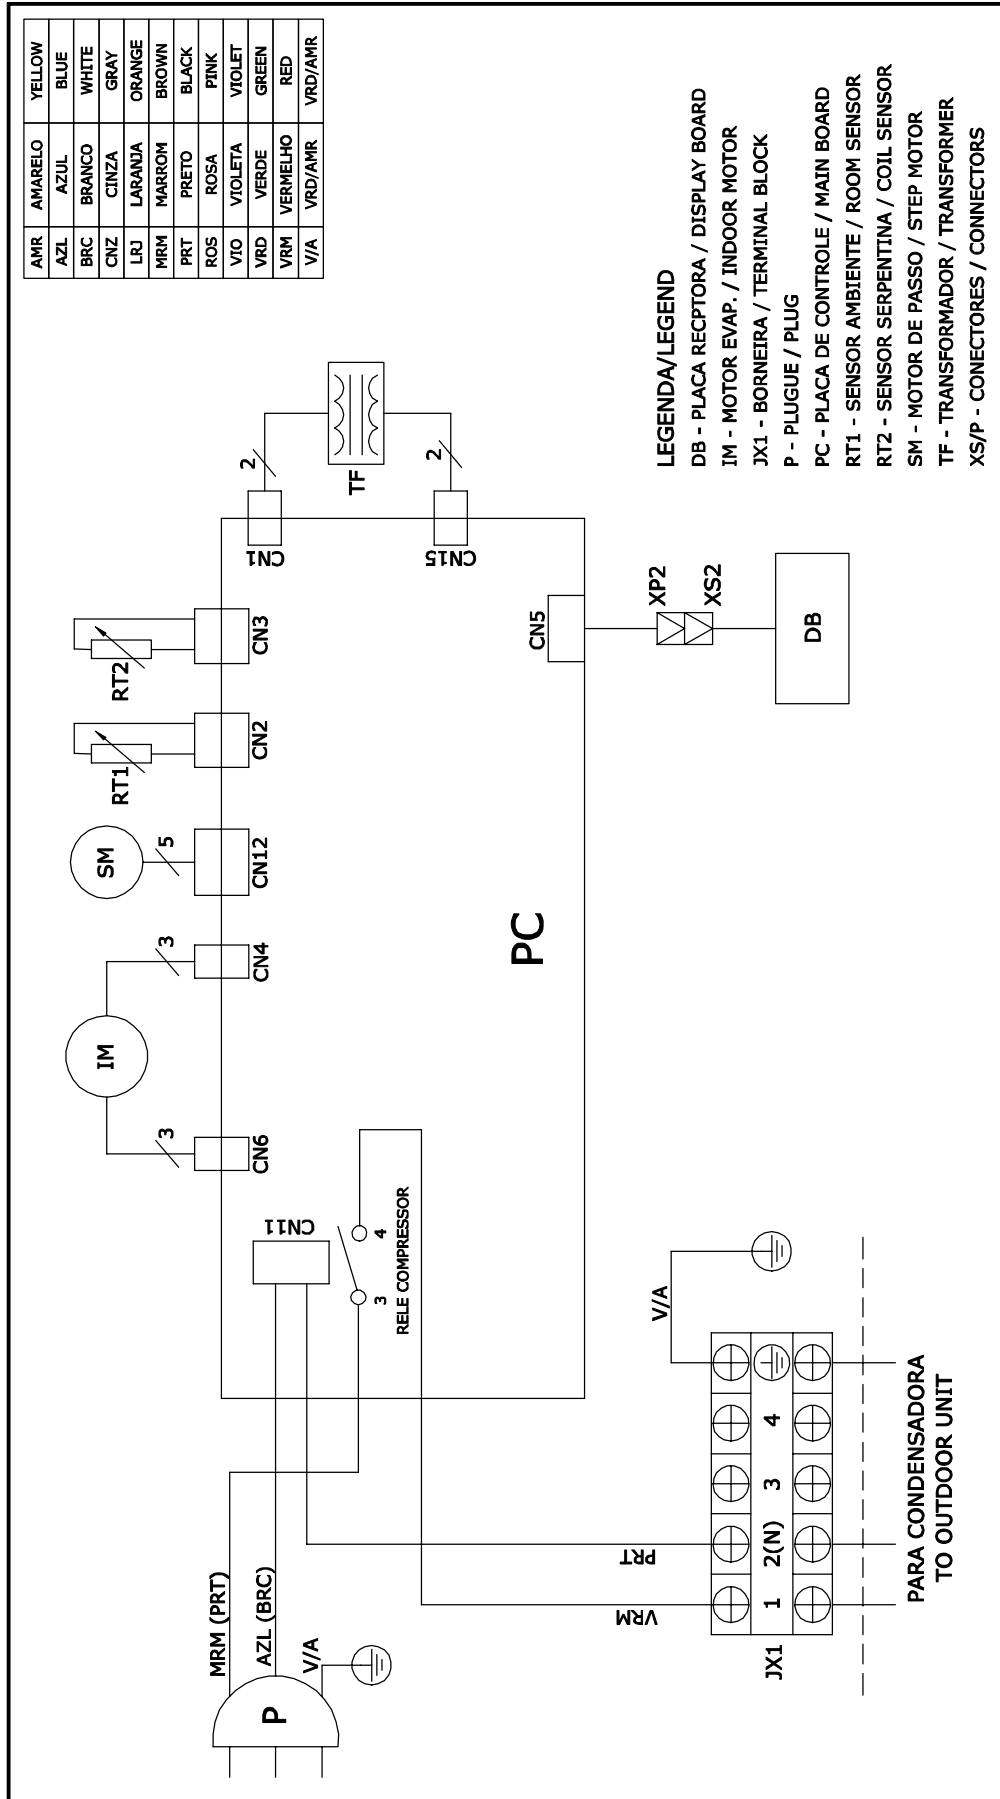 AMR AMARELO YELLOW
AZL AZUL BLUE
BRC BRANCO WHITE
CNZ CINZA GRAY
LRJ LARANJA ORANGE
MRM MARROM BROWN
PRT PRETO BLACK
ROS ROSA PINK
VIO VIOLETA VIOLET
VRD VERDE GREEN
VRM VERMELHO RED
V/A VRD/AMR VRD/AMR
IM
SM
RT1
RT2
3
3
5
CN6
CN4
CN12
CN2
CN3
2
TF
2
CN1
CN15
CN11
3
4
RELE COMPRESSOR
PC
CN5
XP2
XS2
DB
MRM (PRT)
AZL (BRC)
V/A
P
PRT
VRM
V/A
JX1
1
2(N)
3
4
PARA CONDENSADORA
TO OUTDOOR UNIT
LEGENDA/LEGEND
DB - PLACA RECPTORA / DISPLAY BOARD
IM - MOTOR EVAP. / INDOOR MOTOR
JX1 - BORNEIRA / TERMINAL BLOCK
P - PLUGUE / PLUG
PC - PLACA DE CONTROLE / MAIN BOARD
RT1 - SENSOR AMBIENTE / ROOM SENSOR
RT2 - SENSOR SERPENTINA / COIL SENSOR
SM - MOTOR DE PASSO / STEP MOTOR
TF - TRANSFORMADOR / TRANSFORMER
XS/P - CONECTORES / CONNECTORS